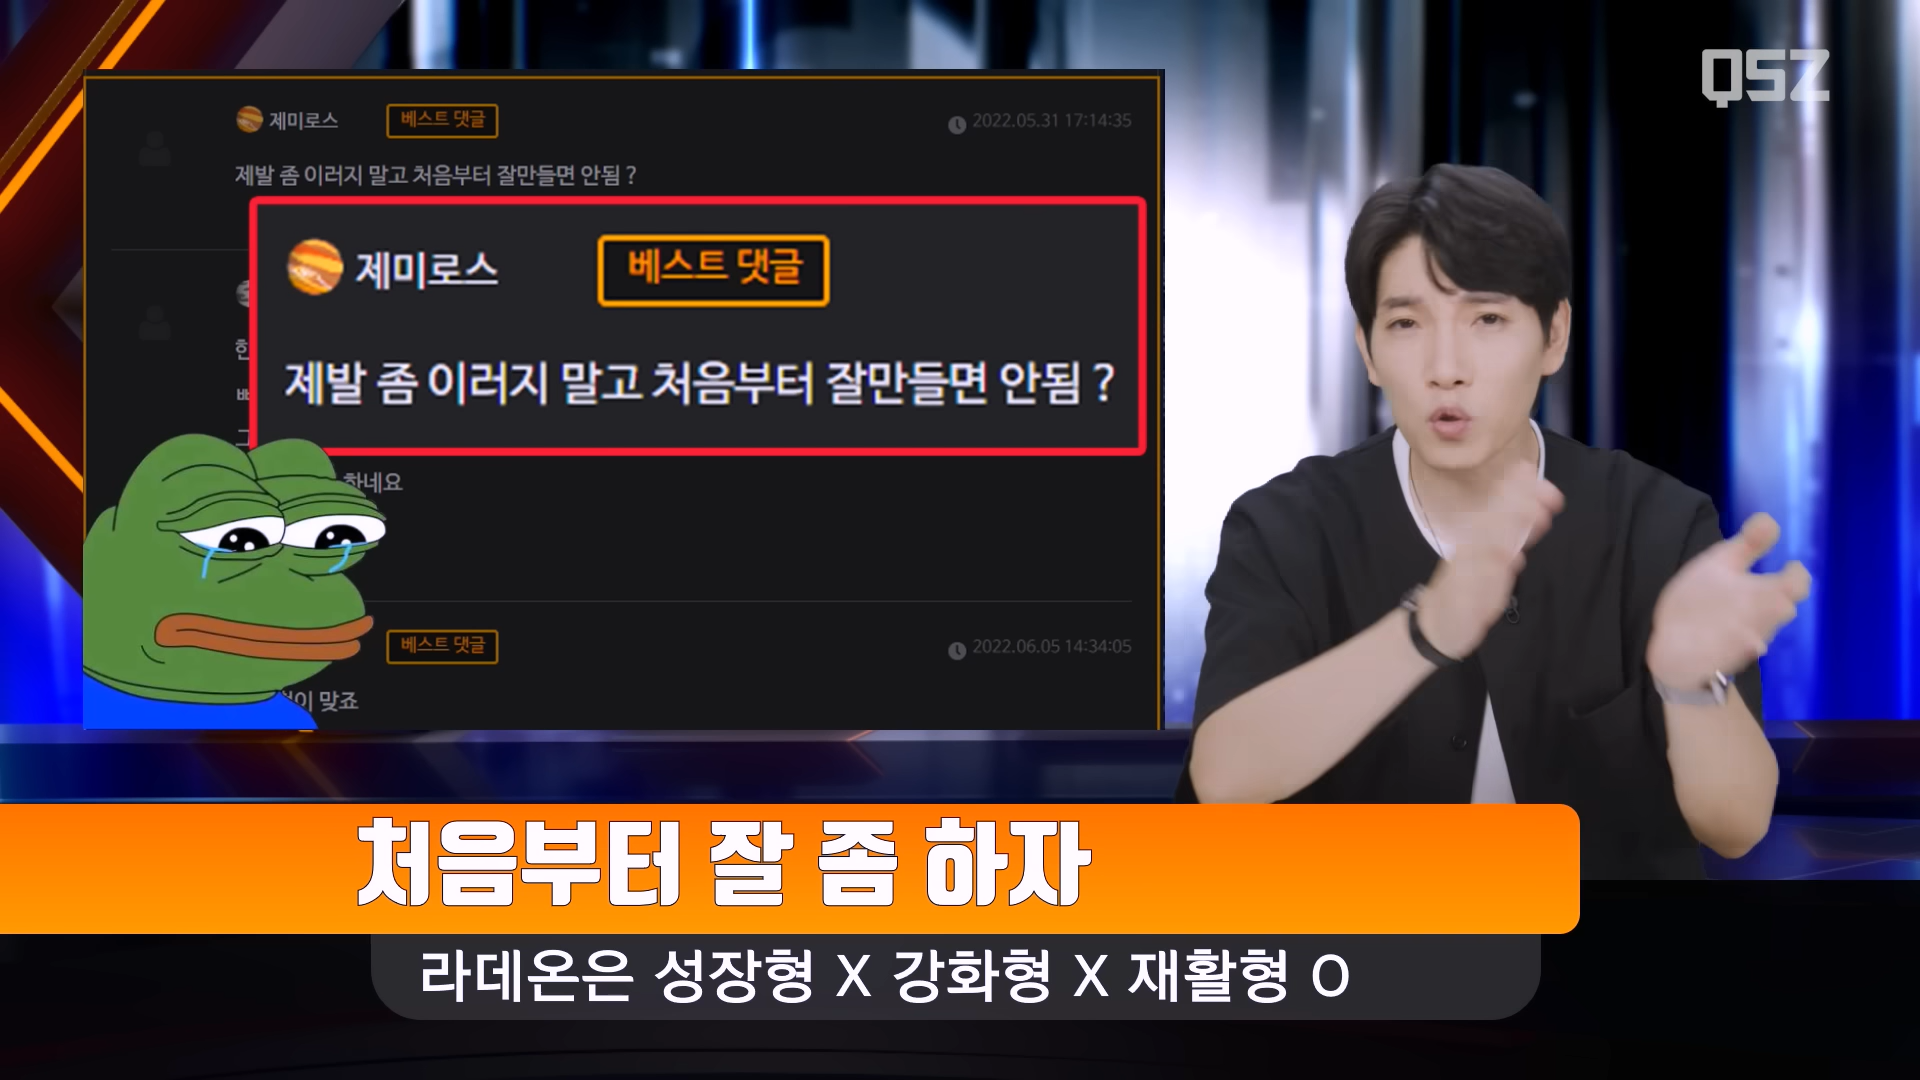 QSZ
제미로스 베스트 댓글 2022.05.31 17:14:35
제발 좀 이러지 말고 처음부터 잘만들면 안됨 ?
제미로스 베스트 댓글
제발 좀 이러지 말고 처음부터 잘만들면 안됨 ?
하네요
베스트 댓글 2022.06.05 14:34:05
이 맞죠
처음부터 잘 좀 하자
라데온은 성장형 X 강화형 X 재활형 O